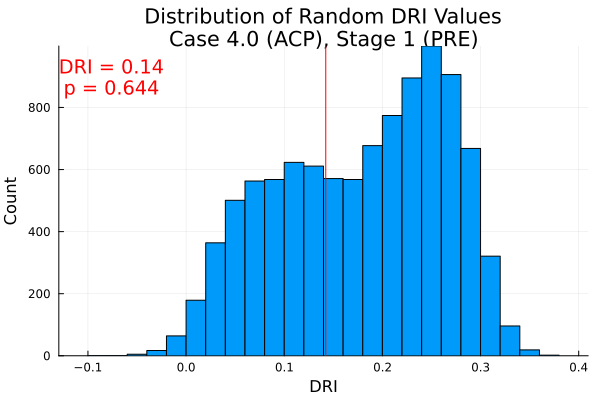 Distribution of Random DRI Values
Case 4.0 (ACP), Stage 1 (PRE)
DRI = 0.14
p = 0.644
Count
800
600
400
200
0
−0.1
0.0
0.1
0.2
0.3
0.4
DRI